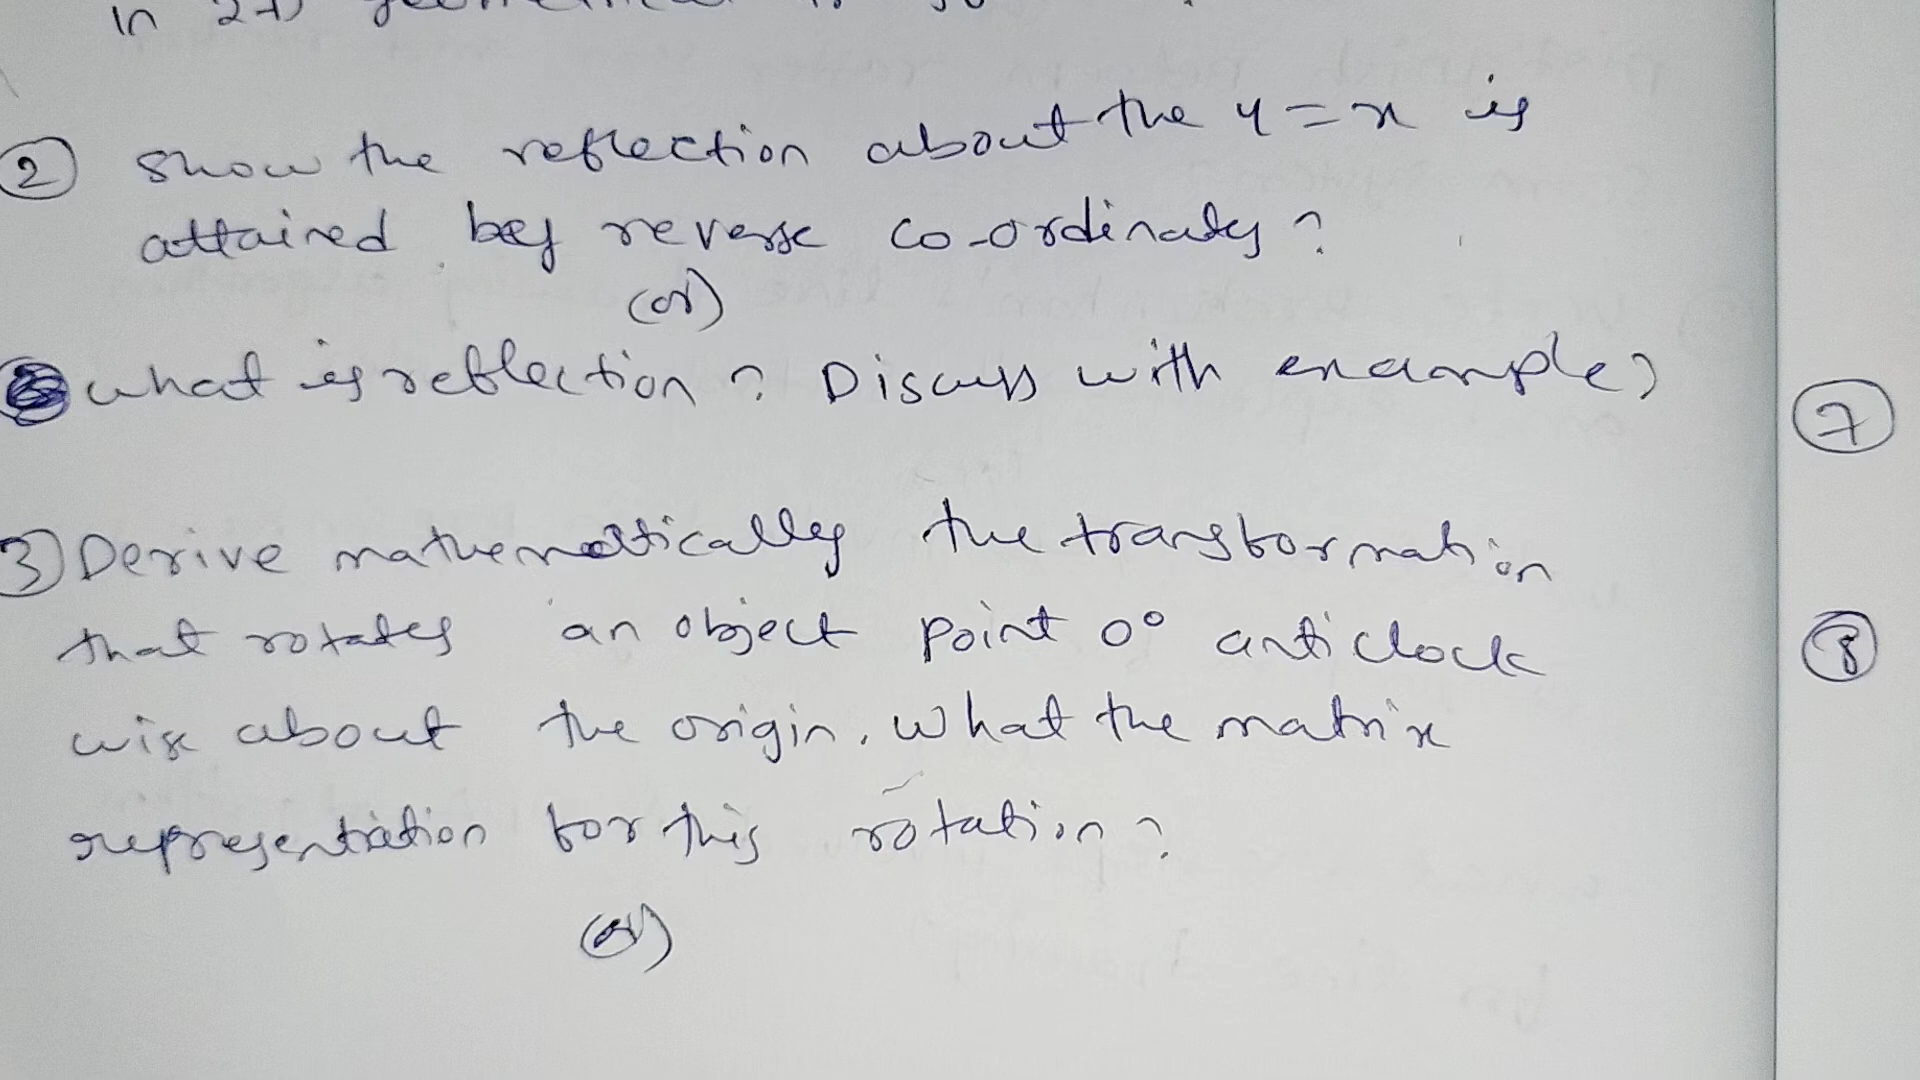 in 2D
② show the reflection about the y=x is
attained by reverse co-ordinates?
(or)
what is reflection? Discuss with example?
⑦
3) Derive mathematically the transformation
that rotates an object point 0° anticlock
⑧
wise about the origin. What the matrix
representation for this rotation?
(or)